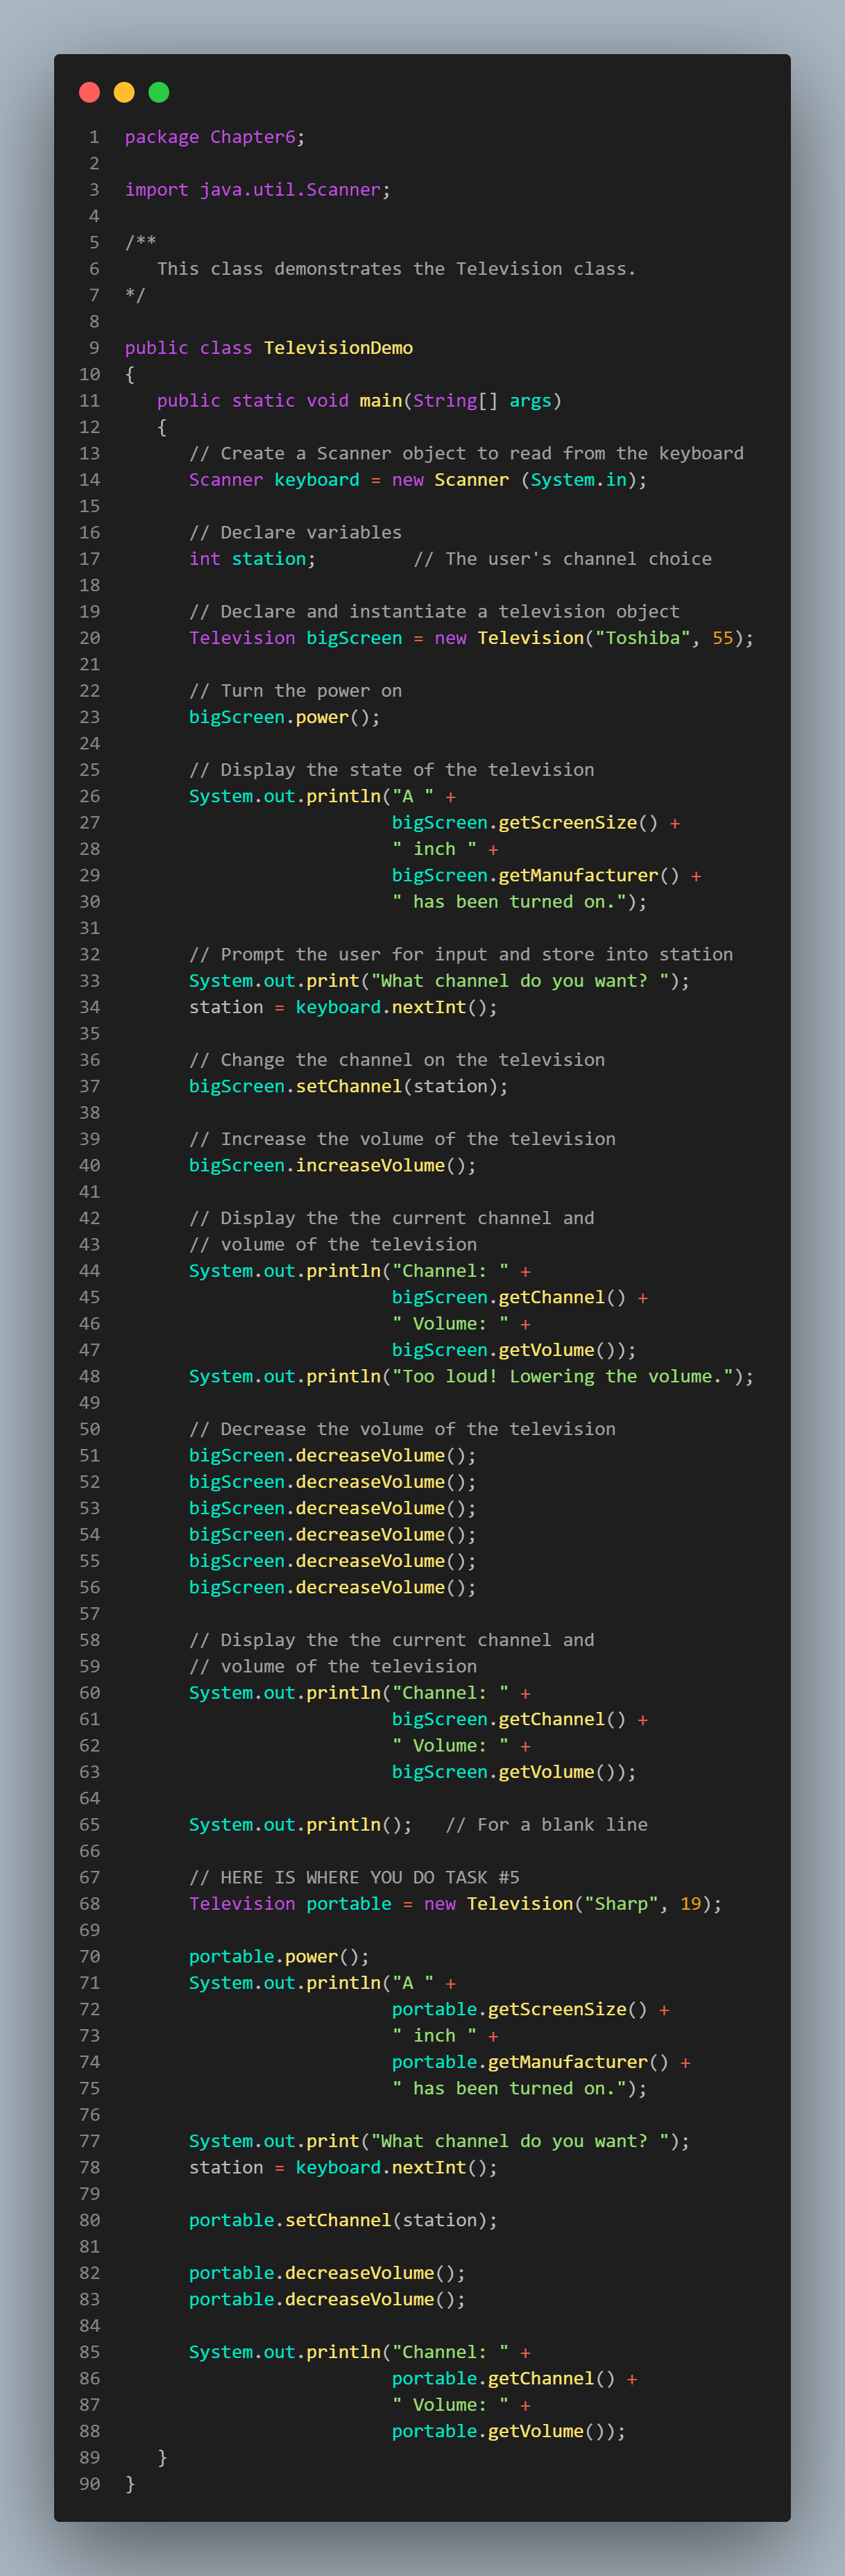 1 package Chapter6;
2
3 import java.util.Scanner;
4
5 /**
6    This class demonstrates the Television class.
7 */
8
9 public class TelevisionDemo
10 {
11    public static void main(String[] args)
12    {
13       // Create a Scanner object to read from the keyboard
14       Scanner keyboard = new Scanner (System.in);
15
16       // Declare variables
17       int station;         // The user's channel choice
18
19       // Declare and instantiate a television object
20       Television bigScreen = new Television("Toshiba", 55);
21
22       // Turn the power on
23       bigScreen.power();
24
25       // Display the state of the television
26       System.out.println("A " +
27                          bigScreen.getScreenSize() +
28                          " inch " +
29                          bigScreen.getManufacturer() +
30                          " has been turned on.");
31
32       // Prompt the user for input and store into station
33       System.out.print("What channel do you want? ");
34       station = keyboard.nextInt();
35
36       // Change the channel on the television
37       bigScreen.setChannel(station);
38
39       // Increase the volume of the television
40       bigScreen.increaseVolume();
41
42       // Display the the current channel and
43       // volume of the television
44       System.out.println("Channel: " +
45                          bigScreen.getChannel() +
46                          " Volume: " +
47                          bigScreen.getVolume());
48       System.out.println("Too loud! Lowering the volume.");
49
50       // Decrease the volume of the television
51       bigScreen.decreaseVolume();
52       bigScreen.decreaseVolume();
53       bigScreen.decreaseVolume();
54       bigScreen.decreaseVolume();
55       bigScreen.decreaseVolume();
56       bigScreen.decreaseVolume();
57
58       // Display the the current channel and
59       // volume of the television
60       System.out.println("Channel: " +
61                          bigScreen.getChannel() +
62                          " Volume: " +
63                          bigScreen.getVolume());
64
65       System.out.println();   // For a blank line
66
67       // HERE IS WHERE YOU DO TASK #5
68       Television portable = new Television("Sharp", 19);
69
70       portable.power();
71       System.out.println("A " +
72                          portable.getScreenSize() +
73                          " inch " +
74                          portable.getManufacturer() +
75                          " has been turned on.");
76
77       System.out.print("What channel do you want? ");
78       station = keyboard.nextInt();
79
80       portable.setChannel(station);
81
82       portable.decreaseVolume();
83       portable.decreaseVolume();
84
85       System.out.println("Channel: " +
86                          portable.getChannel() +
87                          " Volume: " +
88                          portable.getVolume());
89    }
90 }